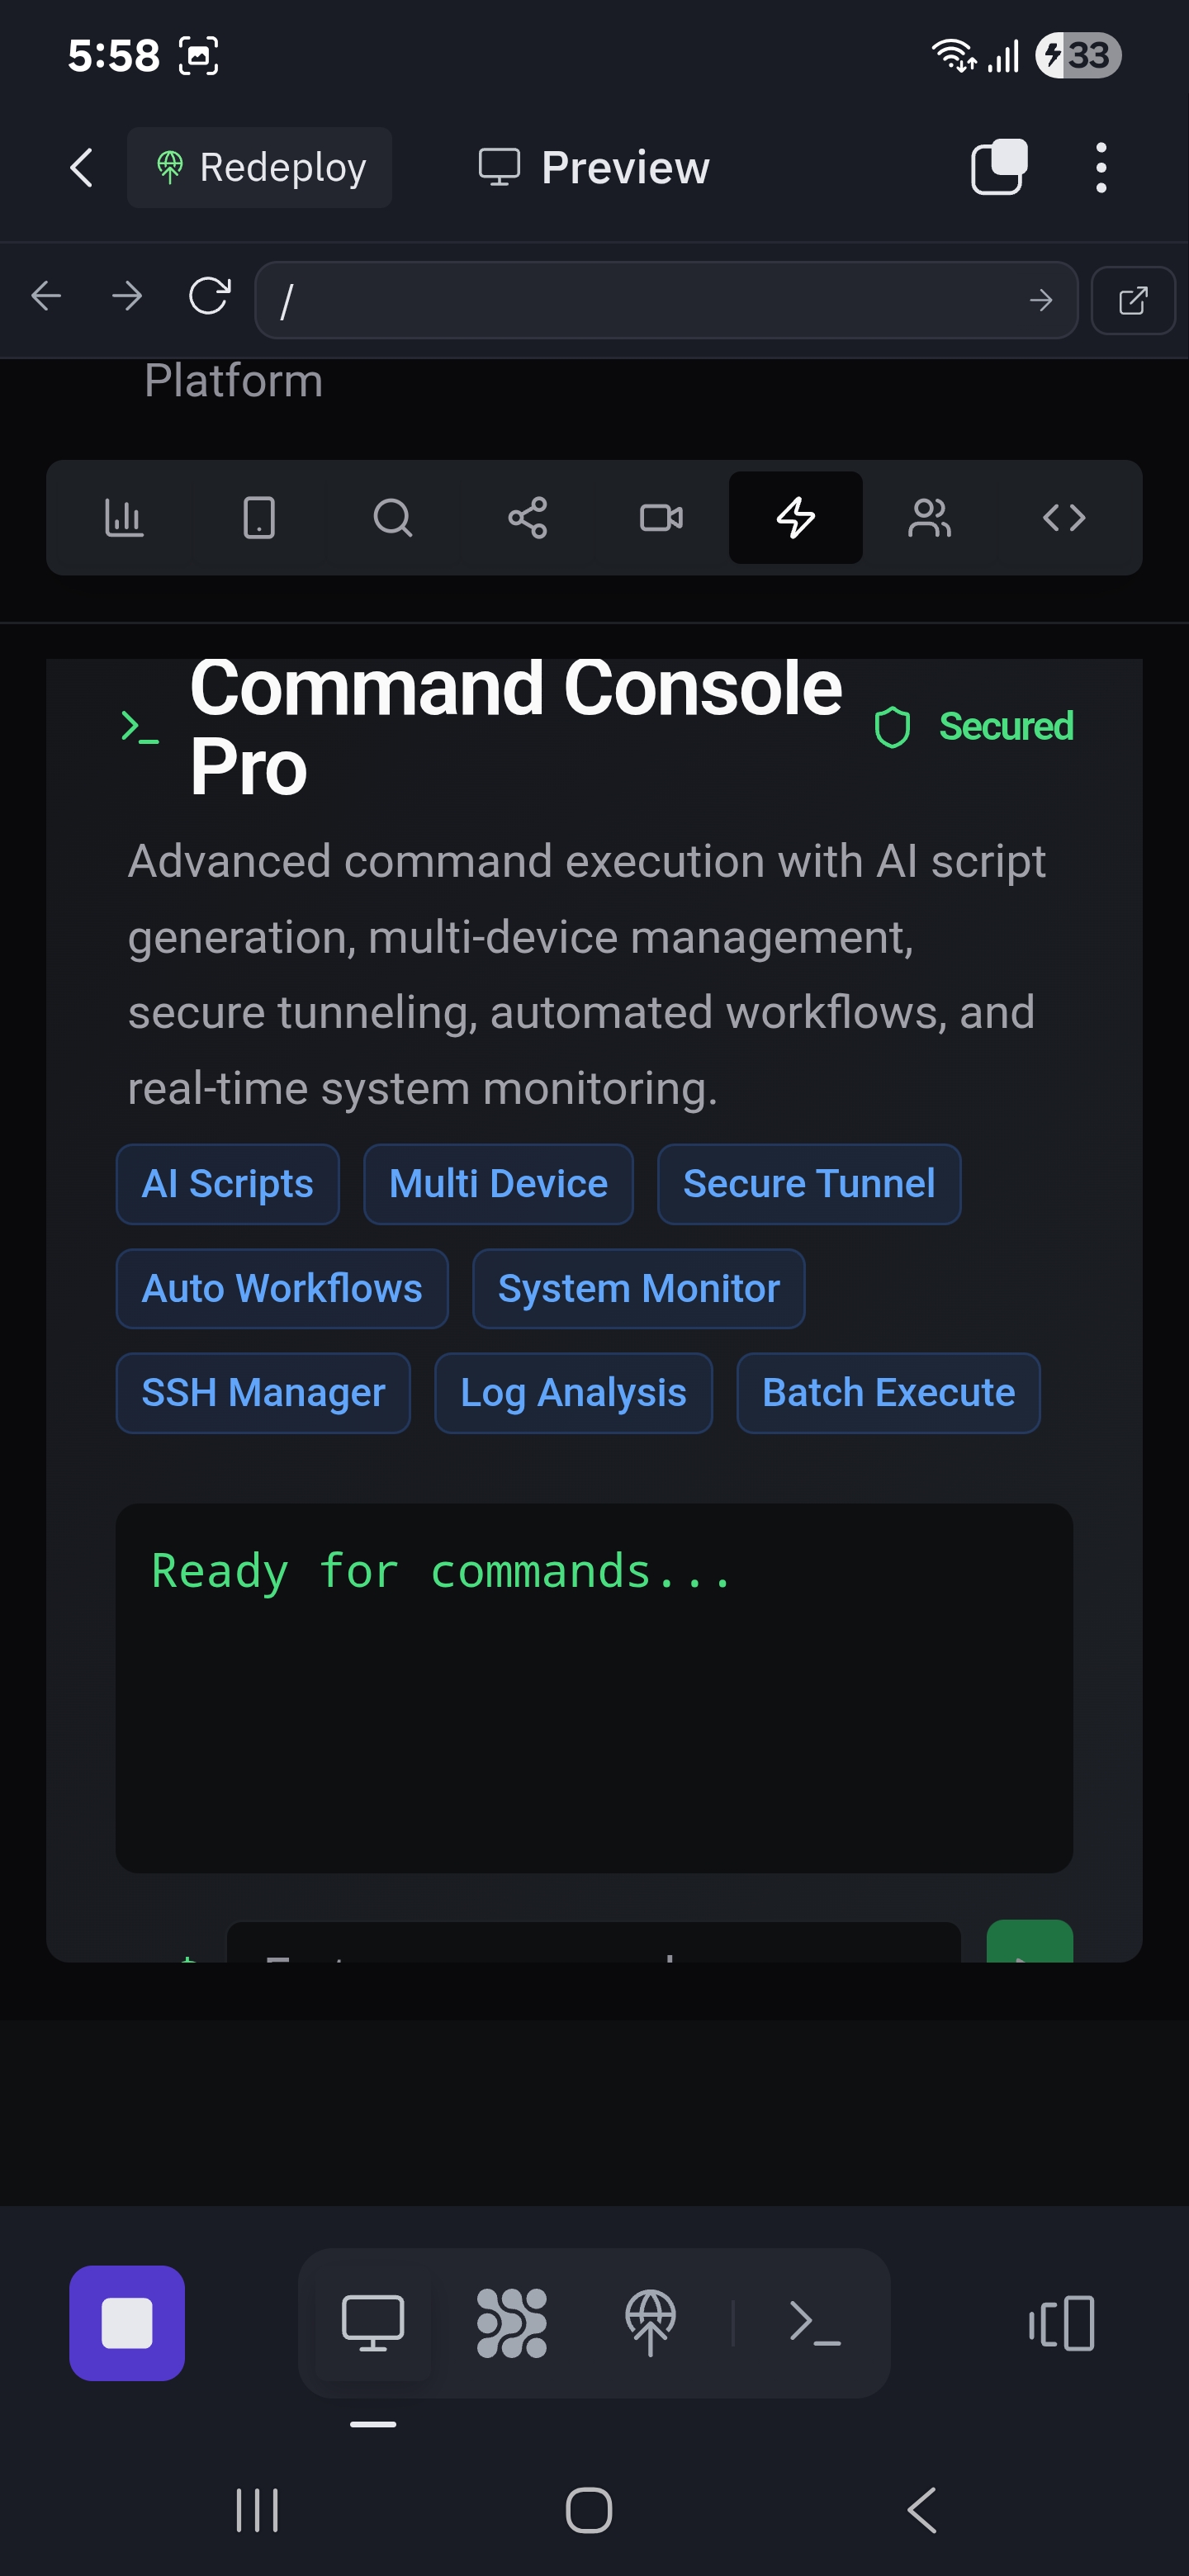 5:58
33
Redeploy
Preview
/
Platform
Command Console
Pro
Secured
Advanced command execution with AI script
generation, multi-device management,
secure tunneling, automated workflows, and
real-time system monitoring.
AI Scripts
Multi Device
Secure Tunnel
Auto Workflows
System Monitor
SSH Manager
Log Analysis
Batch Execute
Ready for commands...